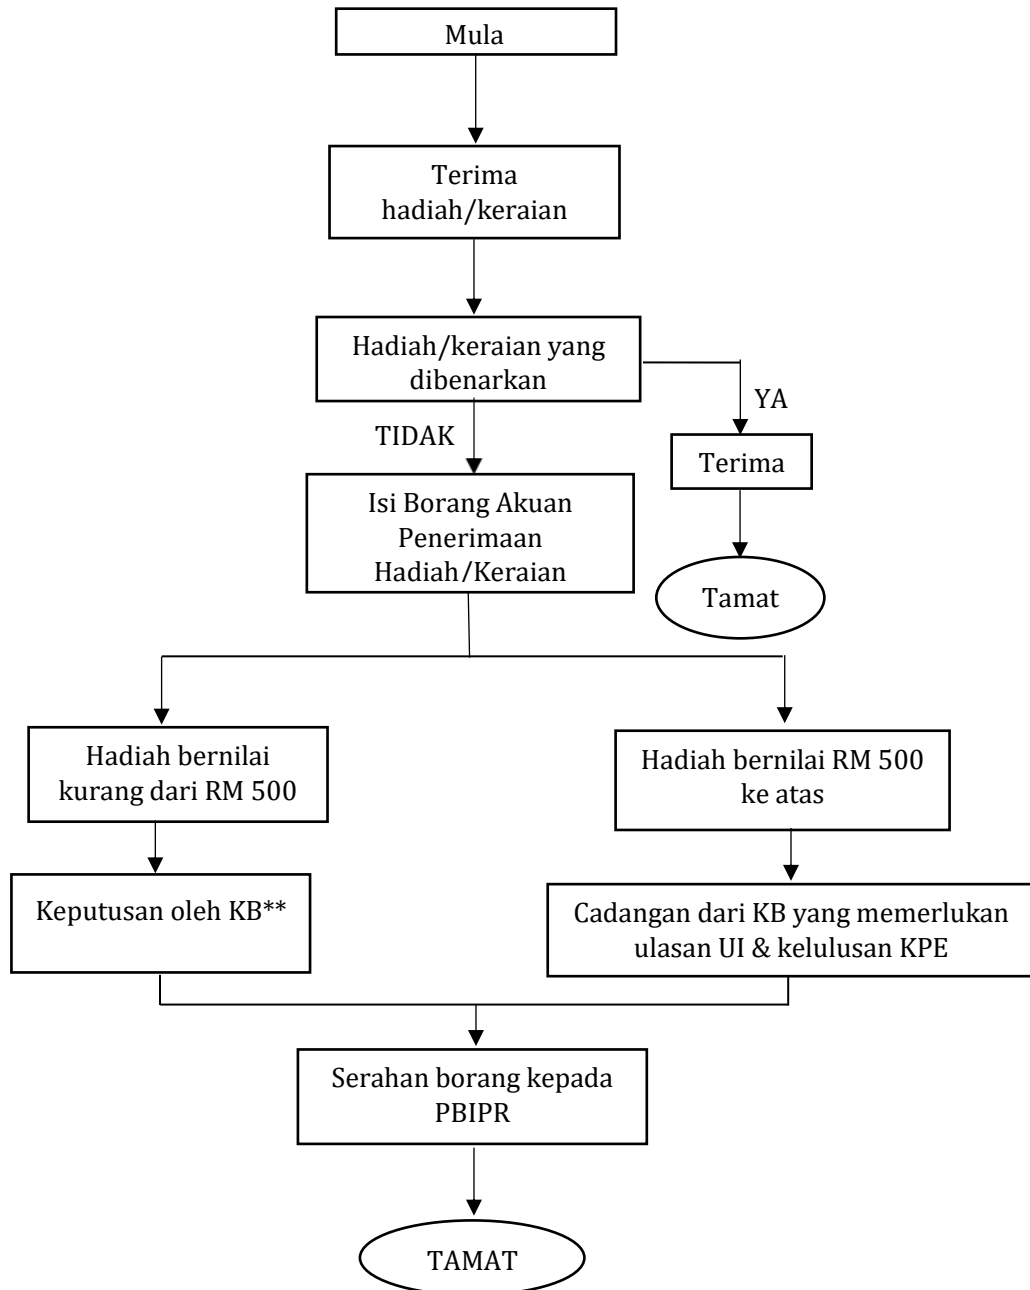 Mula
Terima
hadiah/keraian
Hadiah/keraian yang
dibenarkan
YA
TIDAK
Terima
Isi Borang Akuan
Penerimaan
Hadiah/Keraian
Tamat
Hadiah bernilai
kurang dari RM 500
Hadiah bernilai RM 500
ke atas
Keputusan oleh KB**
Cadangan dari KB yang memerlukan
ulasan UI & kelulusan KPE
Serahan borang kepada
PBIPR
TAMAT